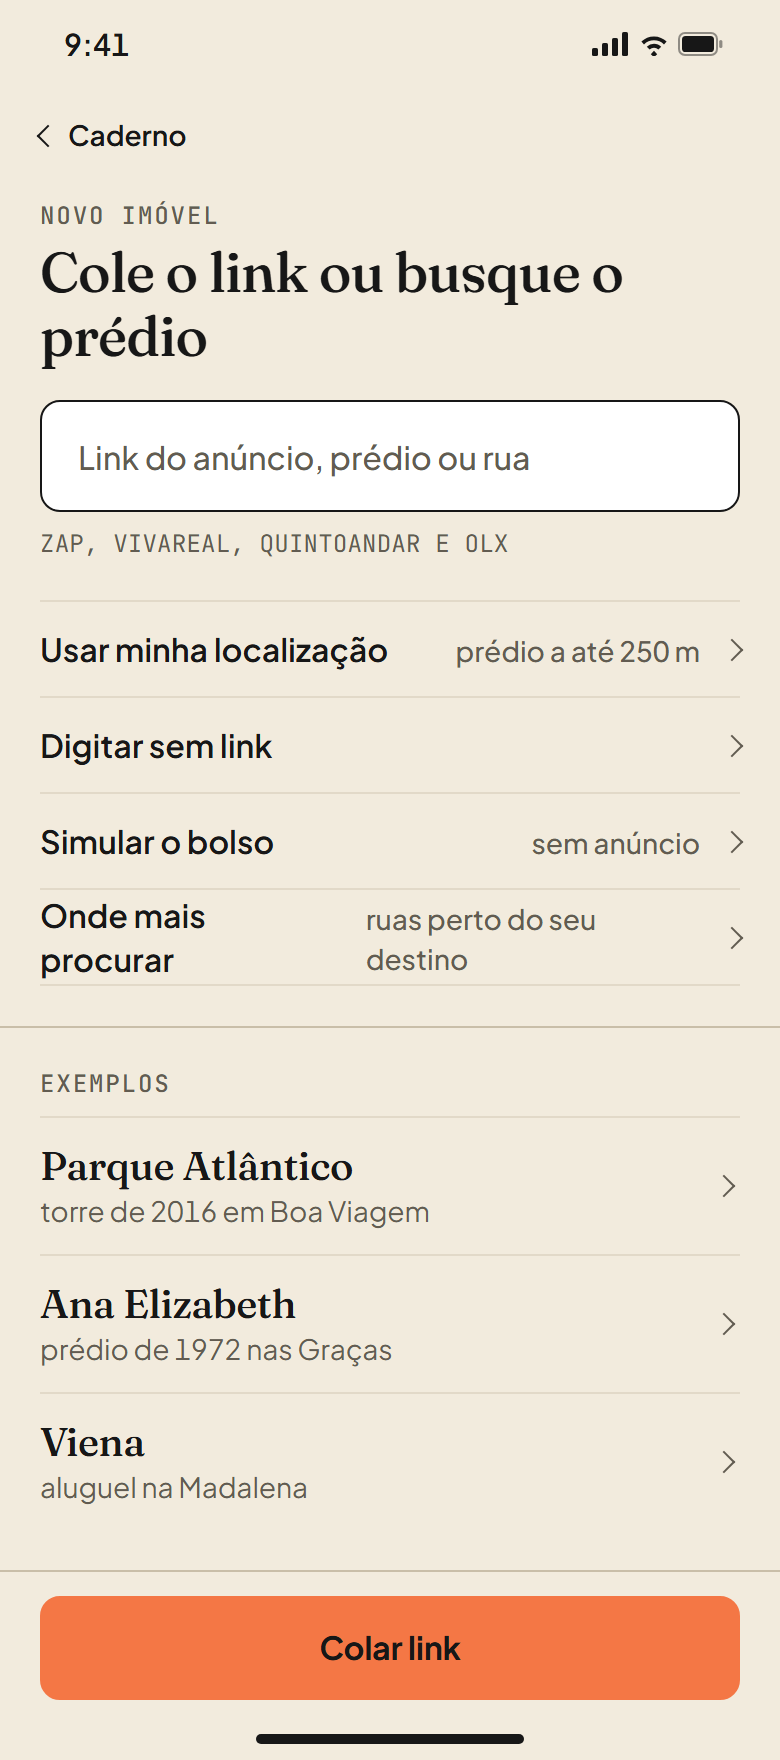 9:41
Caderno
NOVO IMÓVEL
Cole o link ou busque o
prédio
Link do anúncio, prédio ou rua
ZAP, VIVAREAL, QUINTOANDAR E OLX
Usar minha localização prédio a até 250 m
Digitar sem link
Simular o bolso sem anúncio
Onde mais
procurar
ruas perto do seu
destino
EXEMPLOS
Parque Atlântico
torre de 2016 em Boa Viagem
Ana Elizabeth
prédio de 1972 nas Graças
Viena
aluguel na Madalena
Colar link